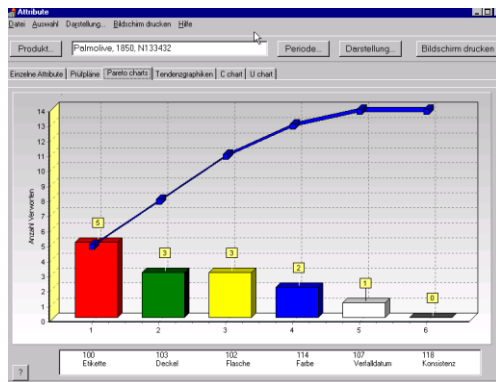 Attribute
Datei Auswahl Darstellung... Bildschirm drucken Hilfe
Produkt... Palmolive, 1850, N133432 Periode... Derstellung... Bildschirm drucken
Einzelne Attribute Prüfpläne Pareto charts Tendenzgraphiken C chart U chart
Anzahl Verworfen
14
13
12
11
10
9
8
7
6
5
4
3
2
1
0
5 3 3 2 1 0
1 2 3 4 5 6
100 103 102 114 107 118
Etikette Deckel Flasche Farbe Verfalldatum Konsistenz
?